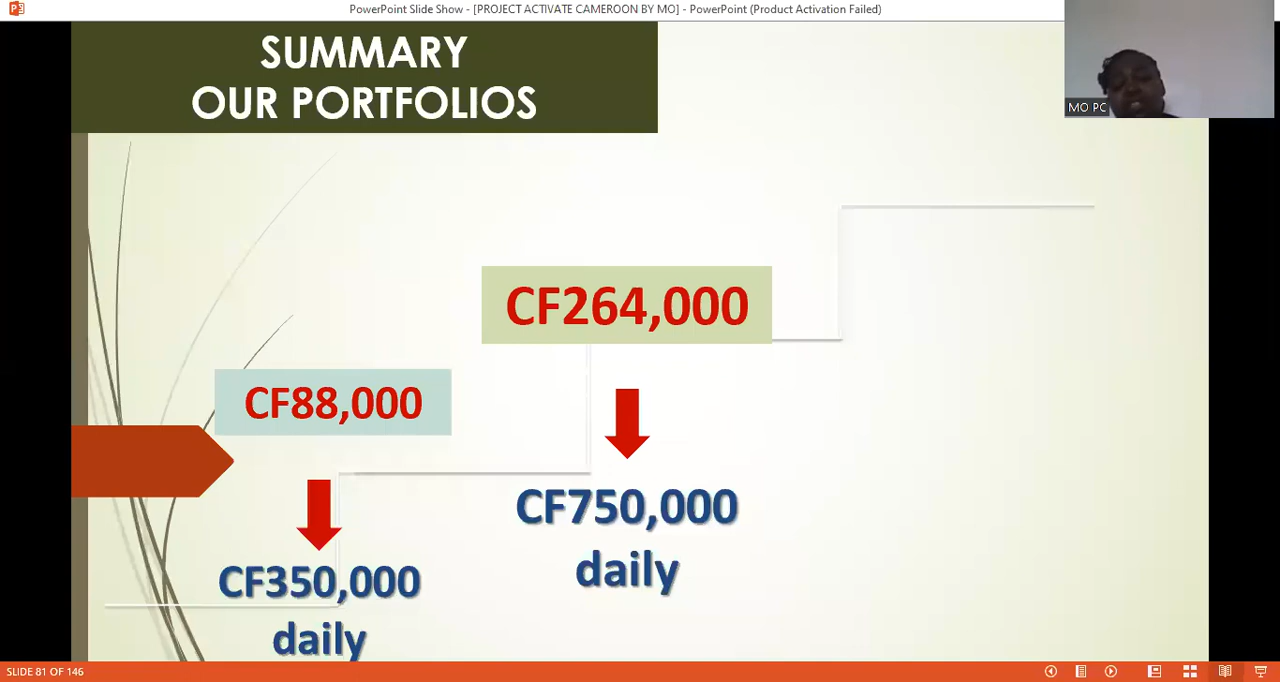 PowerPoint Slide Show - [PROJECT ACTIVATE CAMEROON BY MO] - PowerPoint (Product Activation Failed)
SUMMARY
OUR PORTFOLIOS
MO PC
CF264,000
CF88,000
CF750,000
daily
CF350,000
daily
SLIDE 81 OF 146